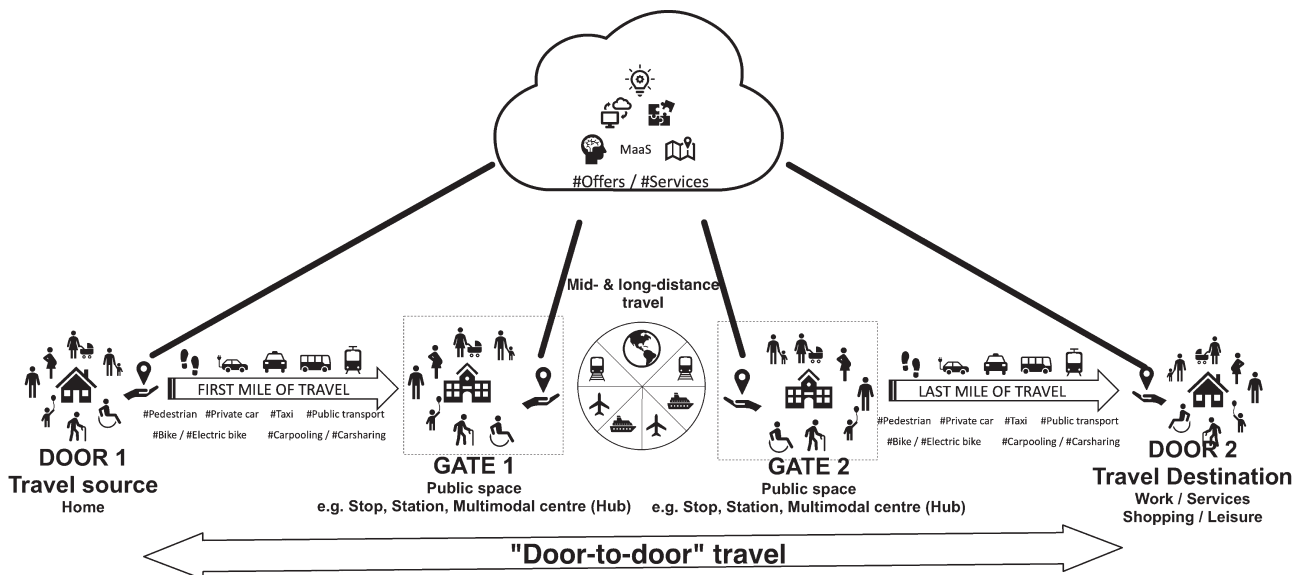 MaaS
#Offers / #Services
Mid- & long-distance
travel
FIRST MILE OF TRAVEL
#Pedestrian #Private car #Taxi #Public transport
#Bike / #Electric bike #Carpooling / #Carsharing
LAST MILE OF TRAVEL
#Pedestrian #Private car #Taxi #Public transport
#Bike / #Electric bike #Carpooling / #Carsharing
DOOR 1
Travel source
Home
GATE 1
Public space
e.g. Stop, Station, Multimodal centre (Hub)
GATE 2
Public space
e.g. Stop, Station, Multimodal centre (Hub)
DOOR 2
Travel Destination
Work / Services
Shopping / Leisure
"Door-to-door" travel